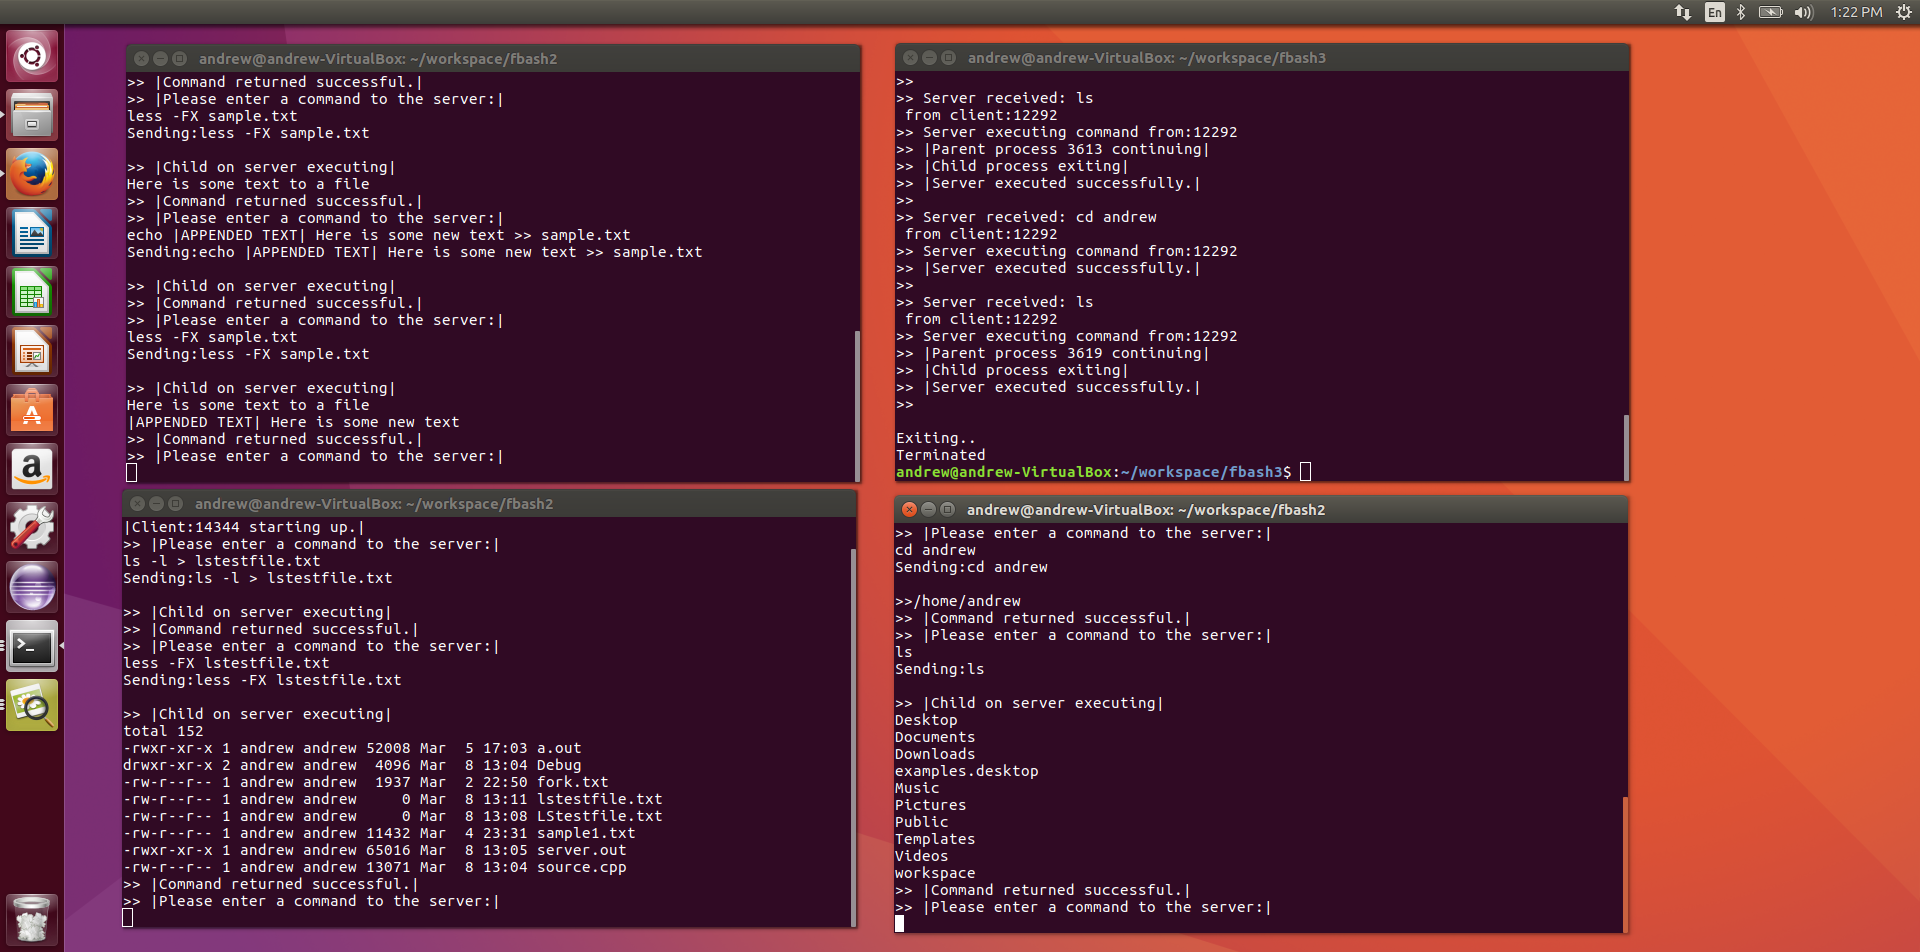 En
1:22 PM
andrew@andrew-VirtualBox: ~/workspace/fbash2
>> |Command returned successful.|
>> |Please enter a command to the server:|
less -FX sample.txt
Sending:less -FX sample.txt
>> |Child on server executing|
Here is some text to a file
>> |Command returned successful.|
>> |Please enter a command to the server:|
echo |APPENDED TEXT| Here is some new text >> sample.txt
Sending:echo |APPENDED TEXT| Here is some new text >> sample.txt
>> |Child on server executing|
>> |Command returned successful.|
>> |Please enter a command to the server:|
less -FX sample.txt
Sending:less -FX sample.txt
>> |Child on server executing|
Here is some text to a file
|APPENDED TEXT| Here is some new text
>> |Command returned successful.|
>> |Please enter a command to the server:|
andrew@andrew-VirtualBox: ~/workspace/fbash3
>>
>> Server received: ls
from client:12292
>> Server executing command from:12292
>> |Parent process 3613 continuing|
>> |Child process exiting|
>> |Server executed successfully.|
>>
>> Server received: cd andrew
from client:12292
>> Server executing command from:12292
>> |Server executed successfully.|
>>
>> Server received: ls
from client:12292
>> Server executing command from:12292
>> |Parent process 3619 continuing|
>> |Child process exiting|
>> |Server executed successfully.|
>>
Exiting..
Terminated
andrew@andrew-VirtualBox:~/workspace/fbash3$
andrew@andrew-VirtualBox: ~/workspace/fbash2
|Client:14344 starting up.|
>> |Please enter a command to the server:|
ls -l > lstestfile.txt
Sending:ls -l > lstestfile.txt
>> |Child on server executing|
>> |Command returned successful.|
>> |Please enter a command to the server:|
less -FX lstestfile.txt
Sending:less -FX lstestfile.txt
>> |Child on server executing|
total 152
-rwxr-xr-x 1 andrew andrew 52008 Mar  5 17:03 a.out
drwxr-xr-x 2 andrew andrew  4096 Mar  8 13:04 Debug
-rw-r--r-- 1 andrew andrew  1937 Mar  2 22:50 fork.txt
-rw-r--r-- 1 andrew andrew     0 Mar  8 13:11 lstestfile.txt
-rw-r--r-- 1 andrew andrew     0 Mar  8 13:08 LStestfile.txt
-rw-r--r-- 1 andrew andrew 11432 Mar  4 23:31 sample1.txt
-rwxr-xr-x 1 andrew andrew 65016 Mar  8 13:05 server.out
-rw-r--r-- 1 andrew andrew 13071 Mar  8 13:04 source.cpp
>> |Command returned successful.|
>> |Please enter a command to the server:|
andrew@andrew-VirtualBox: ~/workspace/fbash2
>> |Please enter a command to the server:|
cd andrew
Sending:cd andrew
>>/home/andrew
>> |Command returned successful.|
>> |Please enter a command to the server:|
ls
Sending:ls
>> |Child on server executing|
Desktop
Documents
Downloads
examples.desktop
Music
Pictures
Public
Templates
Videos
workspace
>> |Command returned successful.|
>> |Please enter a command to the server:|